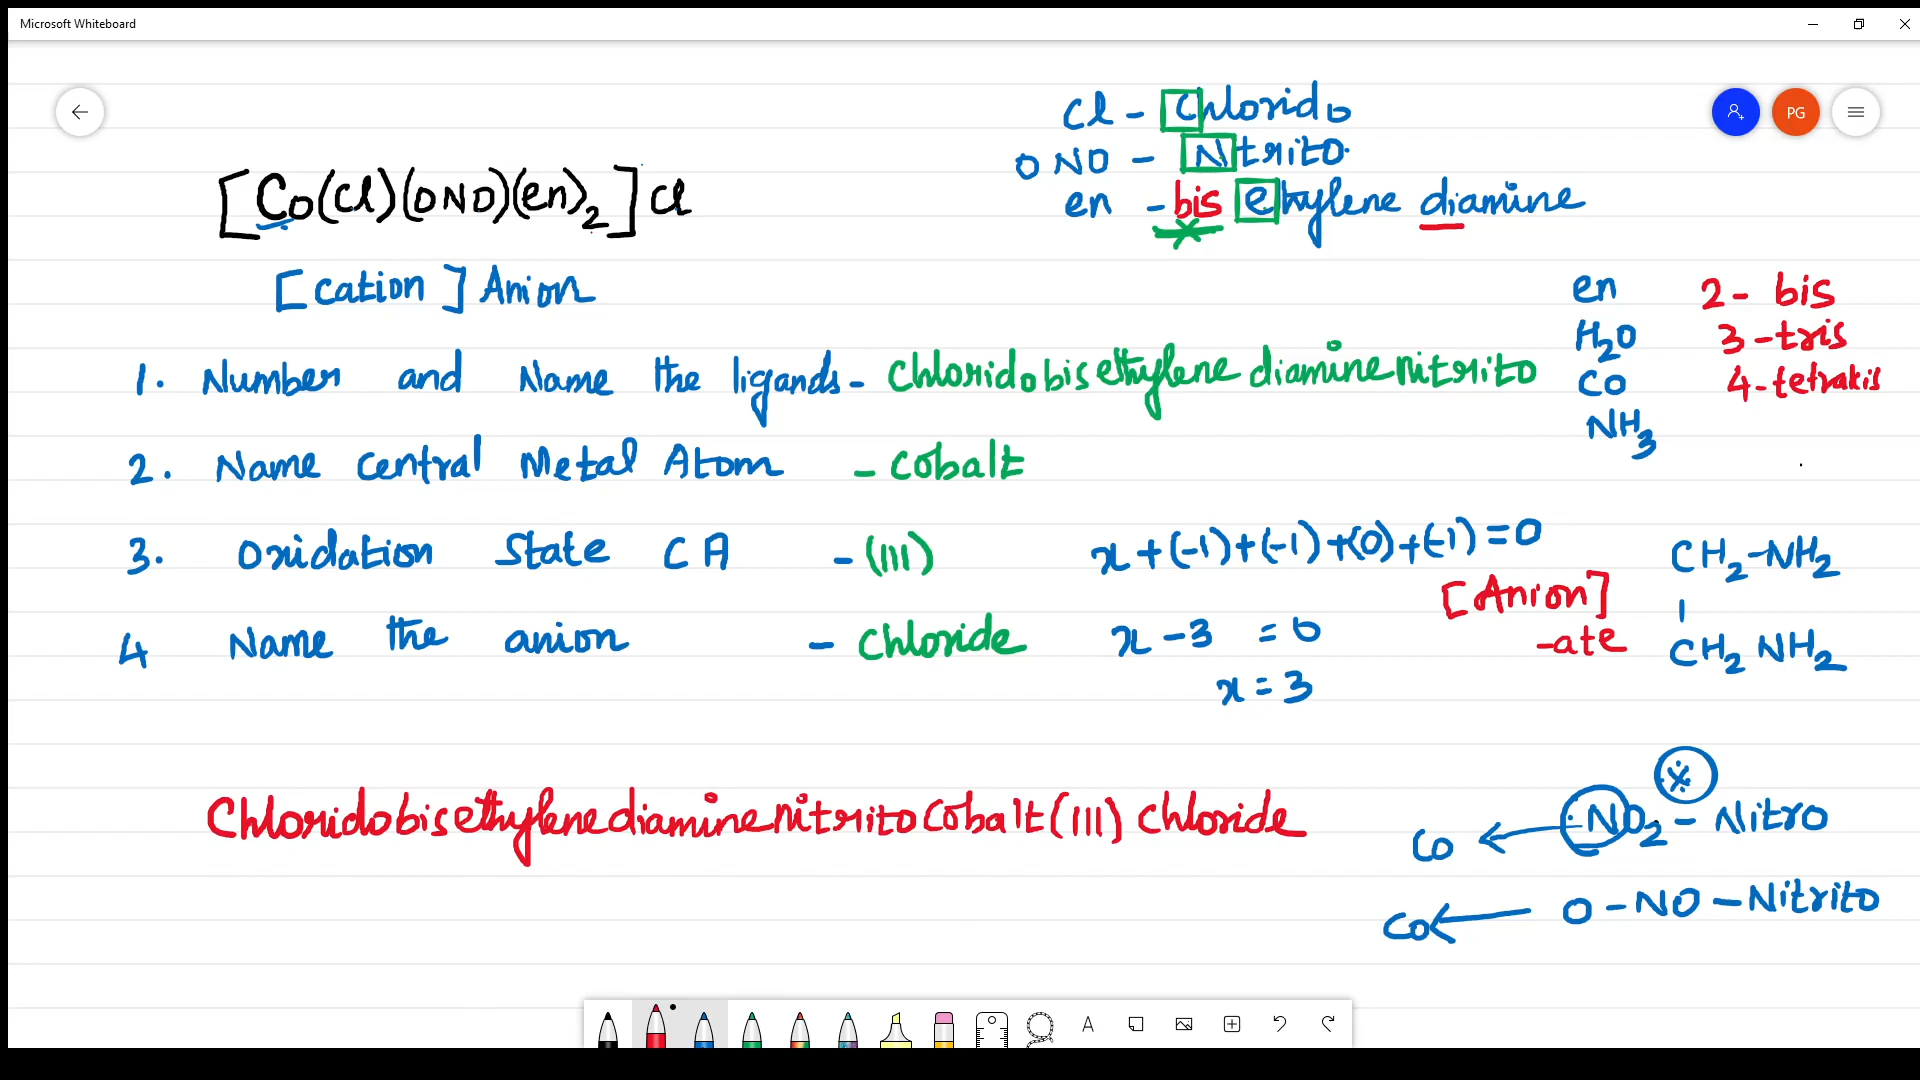 Microsoft Whiteboard
PG
Cl - Chlorido
ONO - Nitrito
en - bis ethylene diamine
[Co(Cl)(ONO)(en)2]Cl
[cation] Anion
en
H2O
CO
NH3
2 - bis
3 - tris
4 - tetrakis
1. Number and Name the ligands - Chloridobisethylenediaminenitrito
2. Name central Metal Atom - Cobalt
3. Oxidation State CA - (III)
x + (-1) + (-1) + (0) + (-1) = 0
4 Name the anion - Chloride
x - 3 = 0
x = 3
[Anion]
-ate
CH2-NH2
|
CH2 NH2
ChloridobisethylenediaminenitritoCobalt(III) Chloride
Co ← NO2 - Nitro
Co ← O - NO - Nitrito
A